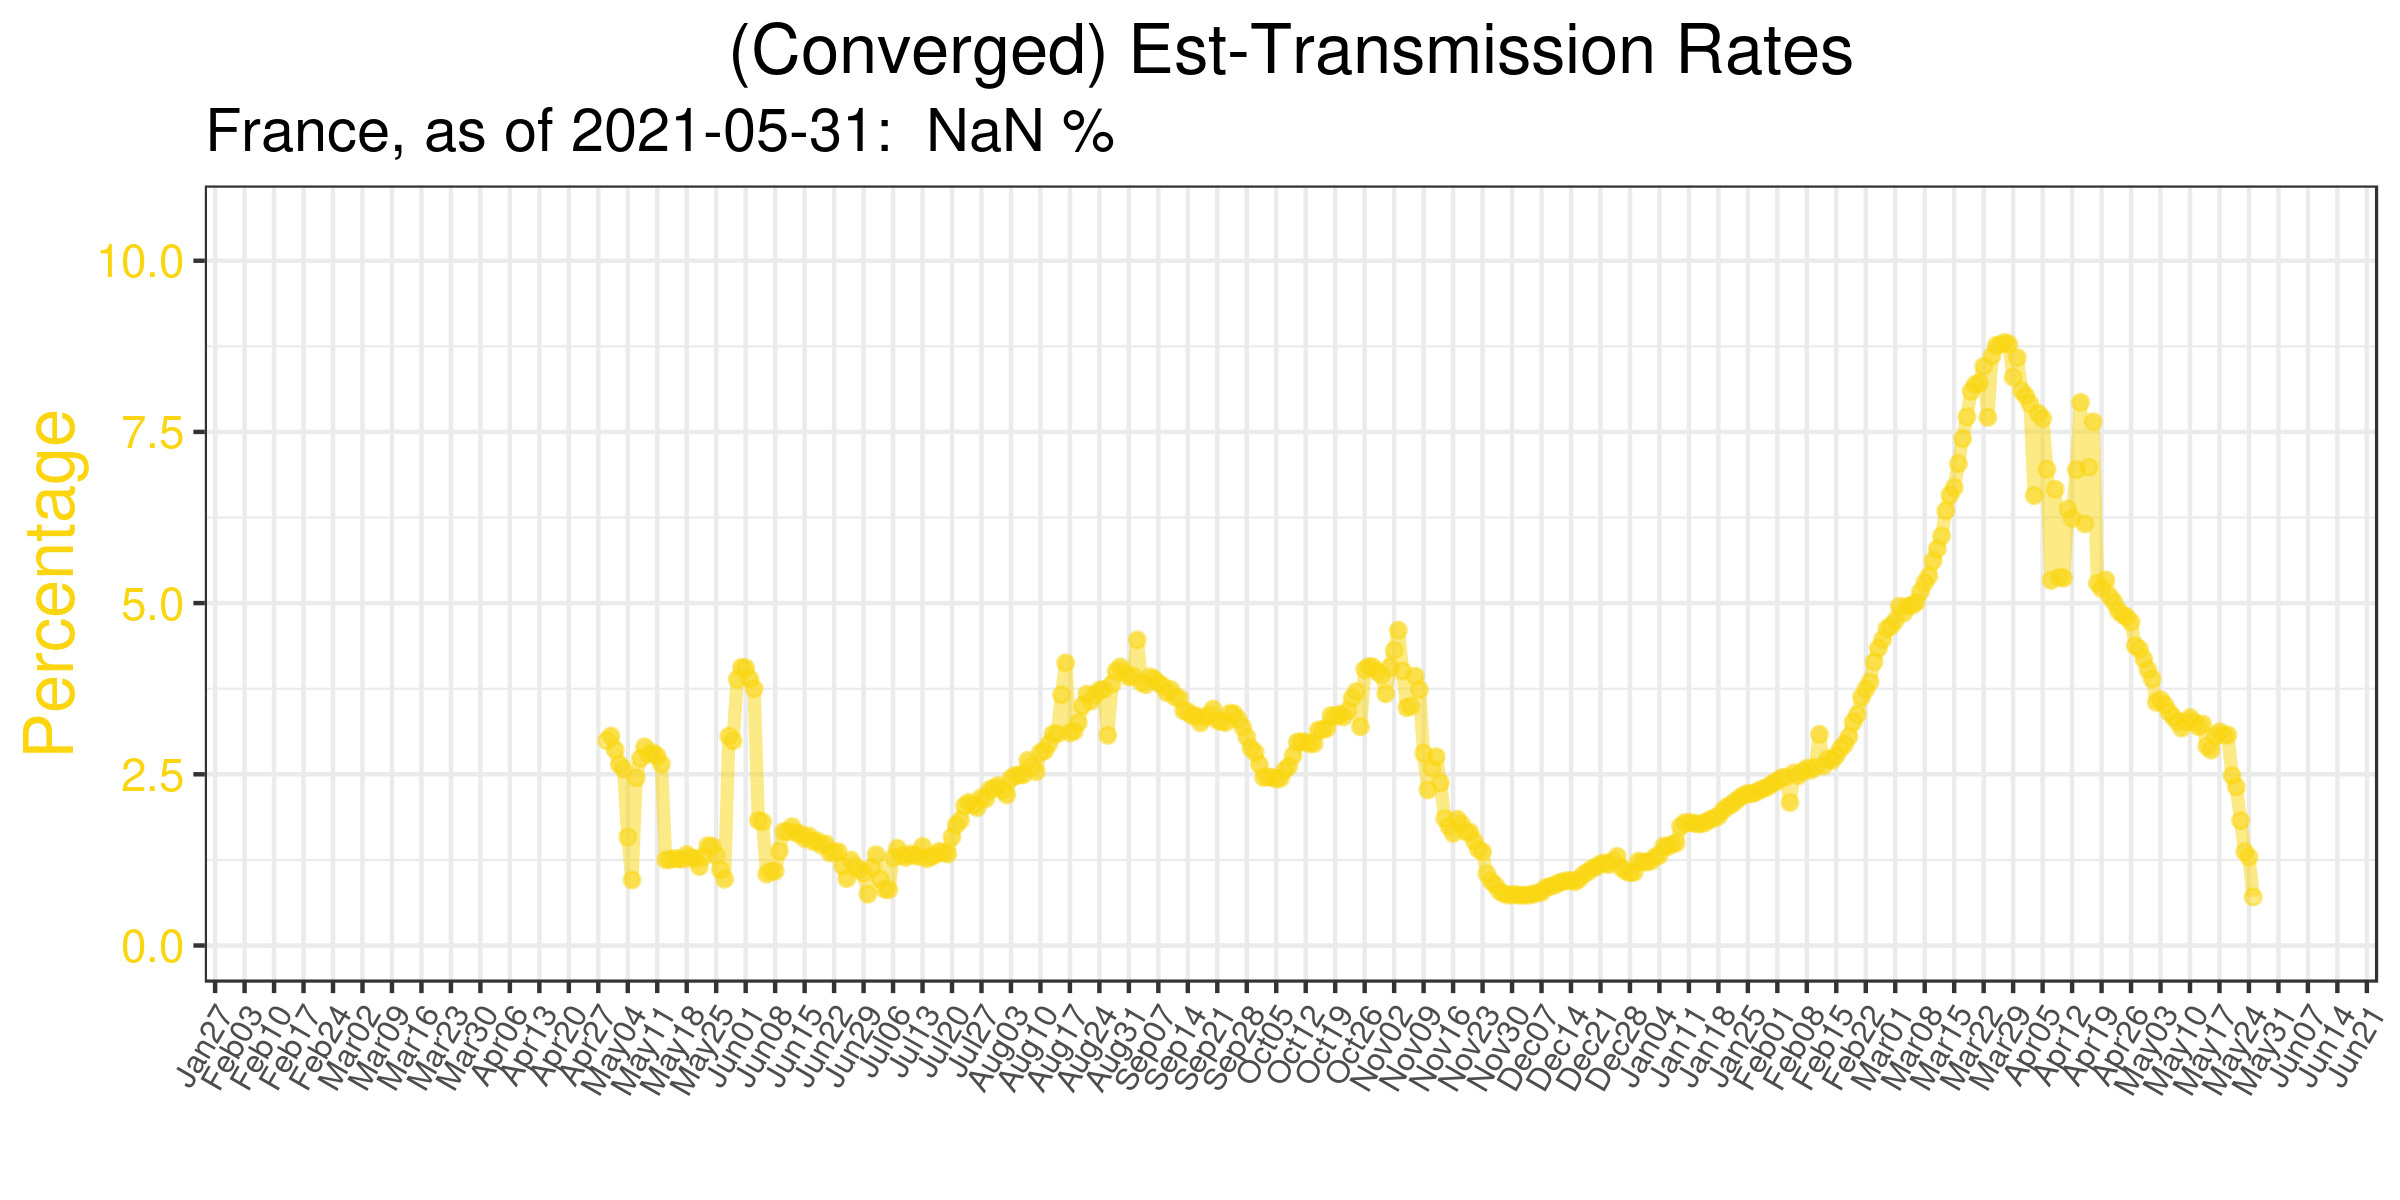 (Converged) Est-Transmission Rates
France, as of 2021-05-31:  NaN %
Percentage
10.0
7.5
5.0
2.5
0.0
Jan27
Feb03
Feb10
Feb17
Feb24
Mar02
Mar09
Mar16
Mar23
Mar30
Apr06
Apr13
Apr20
Apr27
May04
May11
May18
May25
Jun01
Jun08
Jun15
Jun22
Jun29
Jul06
Jul13
Jul20
Jul27
Aug03
Aug10
Aug17
Aug24
Aug31
Sep07
Sep14
Sep21
Sep28
Oct05
Oct12
Oct19
Oct26
Nov02
Nov09
Nov16
Nov23
Nov30
Dec07
Dec14
Dec21
Dec28
Jan04
Jan11
Jan18
Jan25
Feb01
Feb08
Feb15
Feb22
Mar01
Mar08
Mar15
Mar22
Mar29
Apr05
Apr12
Apr19
Apr26
May03
May10
May17
May24
May31
Jun07
Jun14
Jun21